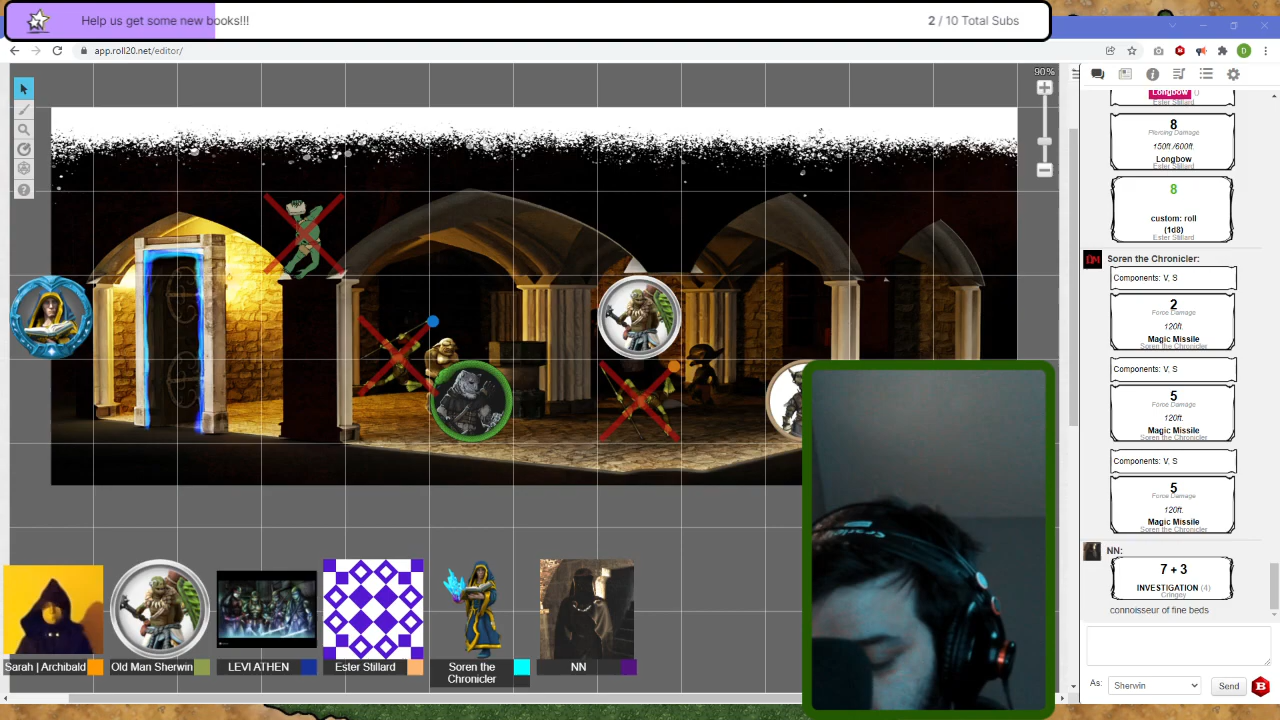 Help us get some new books!!!
2 / 10 Total Subs
app.roll20.net/editor/
D
90%
Longbow ()
Ester Stillard
8
Piercing Damage
150ft./600ft.
Longbow
Ester Stillard
8
custom: roll
(1d8)
Ester Stillard
Soren the Chronicler:
Components: V, S
2
Force Damage
120ft.
Magic Missile
Soren the Chronicler
Components: V, S
5
Force Damage
120ft.
Magic Missile
Soren the Chronicler
Components: V, S
5
Force Damage
120ft.
Magic Missile
Soren the Chronicler
NN:
7 + 3
INVESTIGATION (4)
Gringey
connoisseur of fine beds
As:
Sherwin
Send
B
Sarah | Archibald
Old Man Sherwin
LEVI ATHEN
Ester Stillard
Soren the
Chronicler
NN